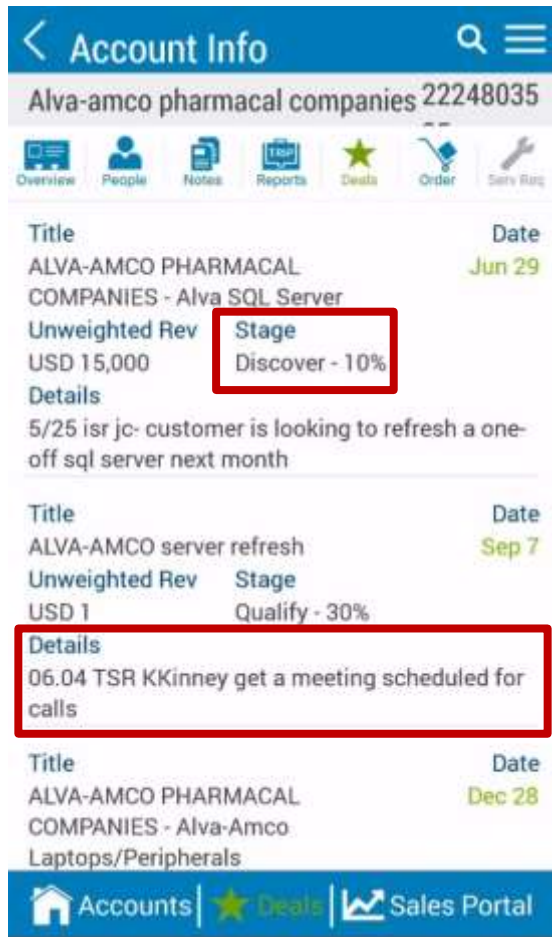 Account Info
Alva-amco pharmacal companies 22248035
Overview People Notes Reports Deals Order Serv Req
Title Date
ALVA-AMCO PHARMACAL Jun 29
COMPANIES - Alva SQL Server
Unweighted Rev Stage
USD 15,000 Discover - 10%
Details
5/25 isr jc- customer is looking to refresh a one-
off sql server next month
Title Date
ALVA-AMCO server refresh Sep 7
Unweighted Rev Stage
USD 1 Qualify - 30%
Details
06.04 TSR KKinney get a meeting scheduled for
calls
Title Date
ALVA-AMCO PHARMACAL Dec 28
COMPANIES - Alva-Amco
Laptops/Peripherals
Accounts Deals Sales Portal